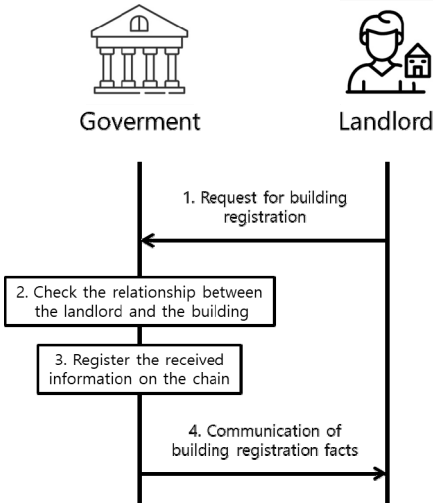 Goverment
Landlord
1. Request for building
registration
2. Check the relationship between
the landlord and the building
3. Register the received
information on the chain
4. Communication of
building registration facts